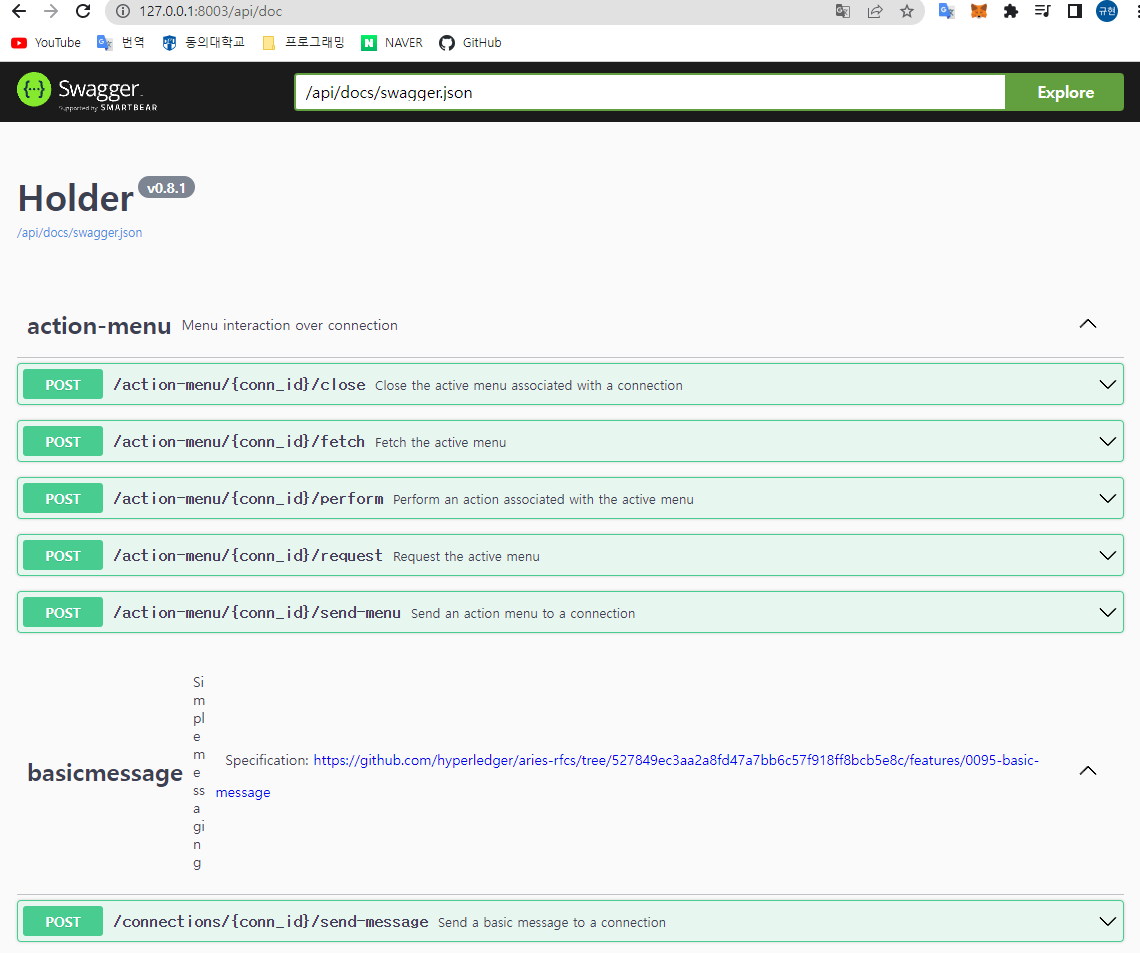 127.0.0.1:8003/api/doc
규현
YouTube 번역 동의대학교 프로그래밍 NAVER GitHub
Swagger.
Supported by SMARTBEAR
/api/docs/swagger.json
Explore
Holder v0.8.1
/api/docs/swagger.json
action-menu Menu interaction over connection
POST /action-menu/{conn_id}/close Close the active menu associated with a connection
POST /action-menu/{conn_id}/fetch Fetch the active menu
POST /action-menu/{conn_id}/perform Perform an action associated with the active menu
POST /action-menu/{conn_id}/request Request the active menu
POST /action-menu/{conn_id}/send-menu Send an action menu to a connection
basicmessage
Si
m
pl
e
m
e
ss
a
gi
n
g
Specification: https://github.com/hyperledger/aries-rfcs/tree/527849ec3aa2a8fd47a7bb6c57f918ff8bcb5e8c/features/0095-basic-
message
POST /connections/{conn_id}/send-message Send a basic message to a connection